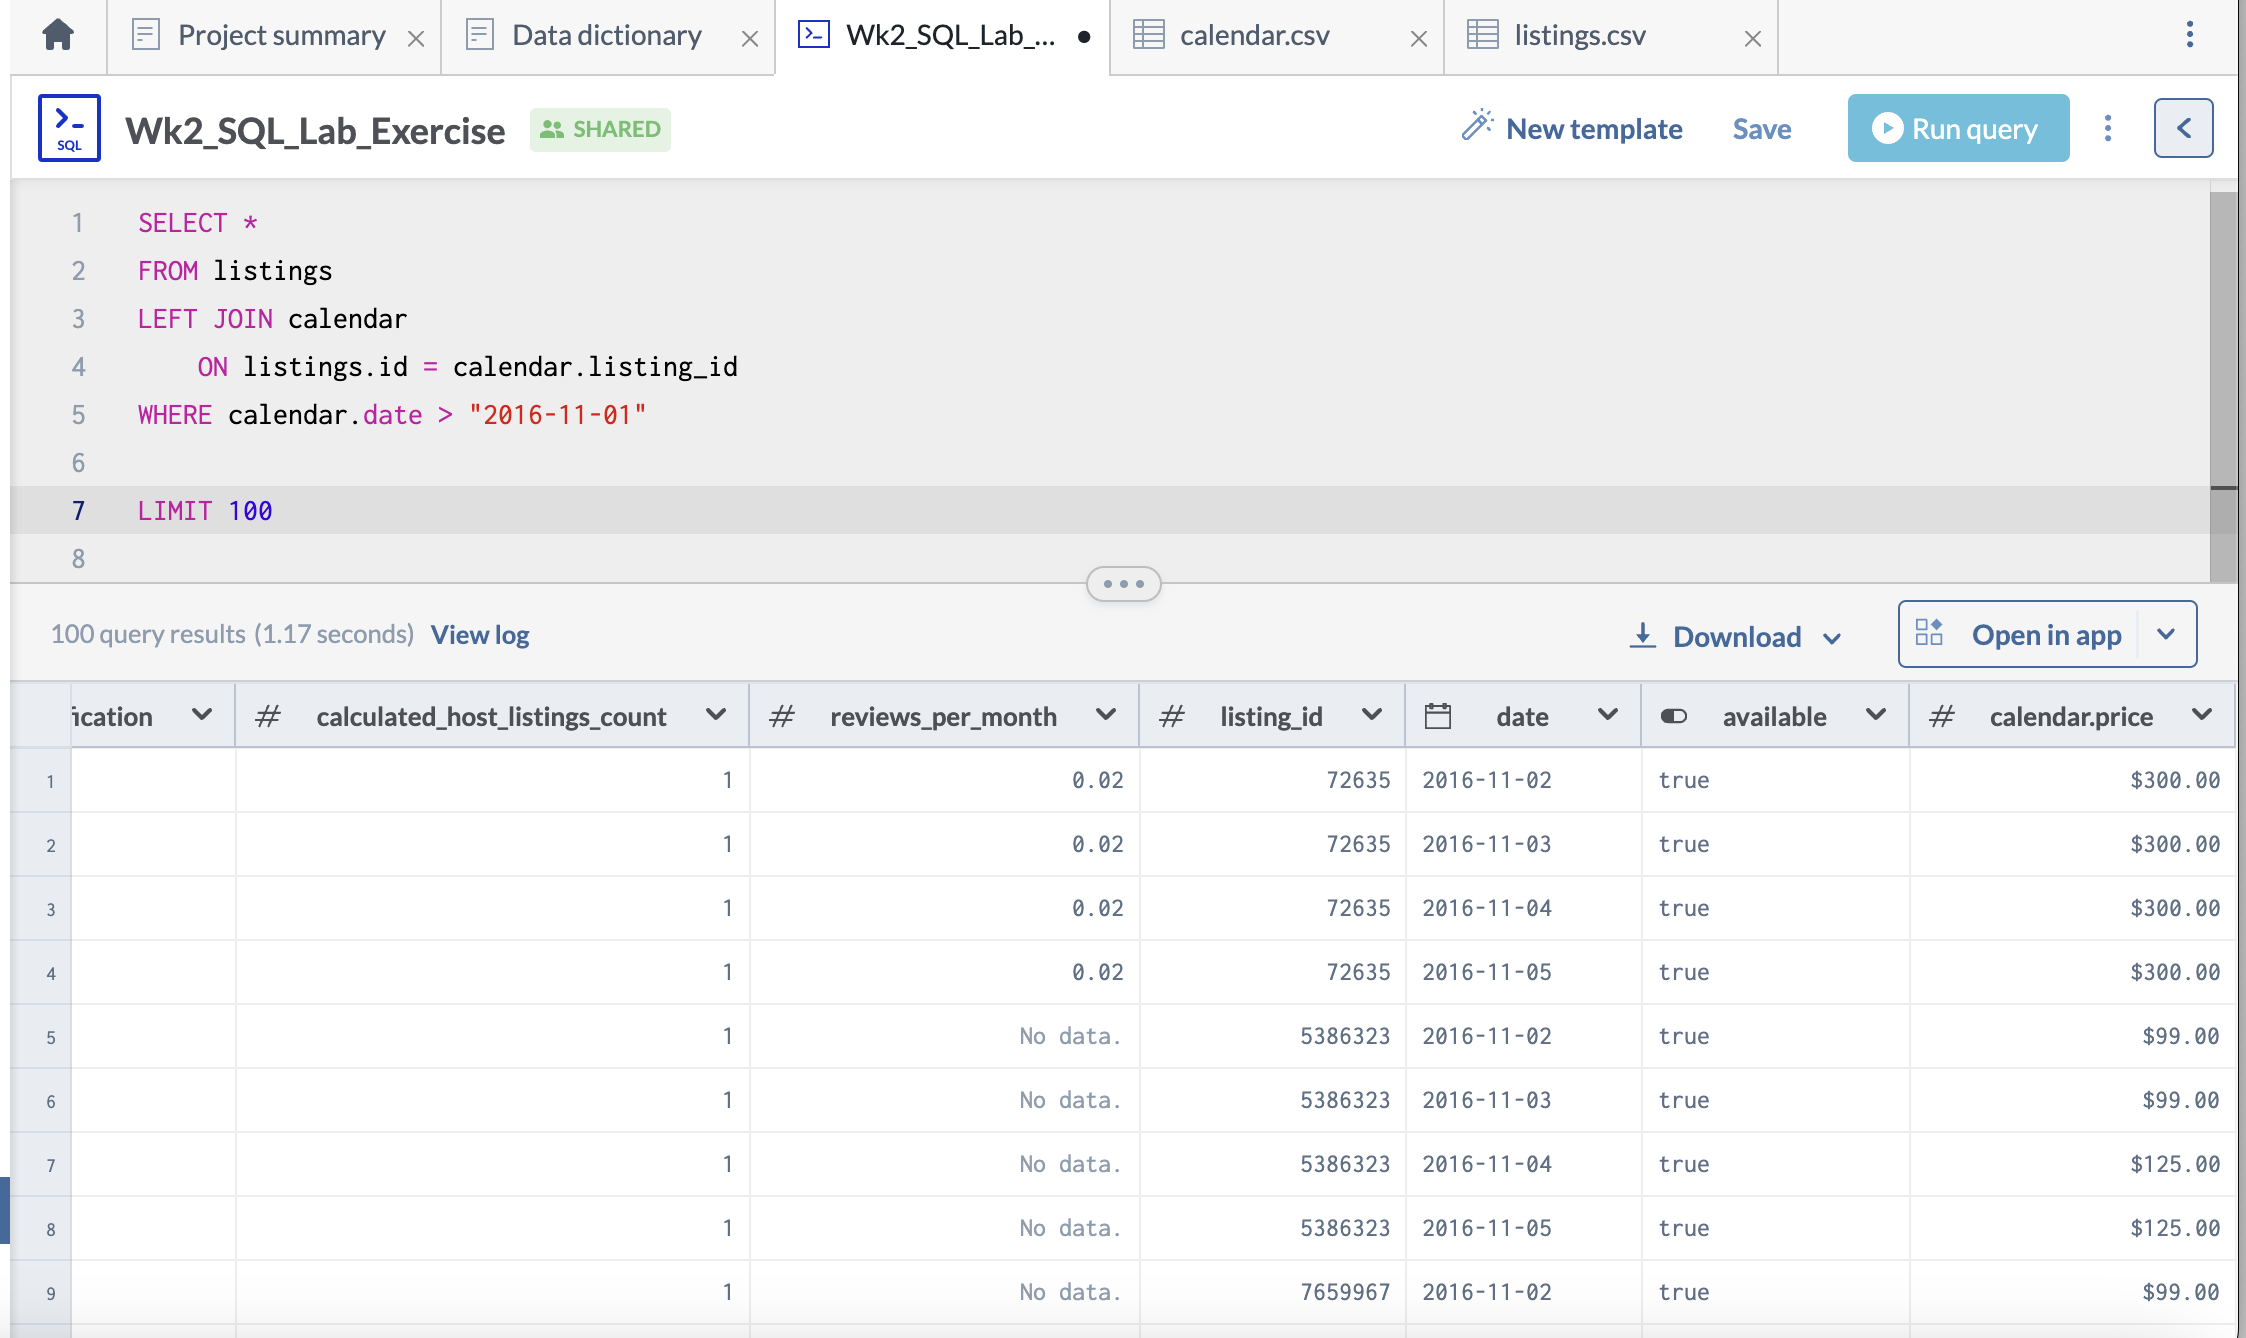 Project summary
Data dictionary
Wk2_SQL_Lab_...
calendar.csv
listings.csv
SQL
Wk2_SQL_Lab_Exercise
SHARED
New template
Save
Run query
1 SELECT *
2 FROM listings
3 LEFT JOIN calendar
4 ON listings.id = calendar.listing_id
5 WHERE calendar.date > "2016-11-01"
6
7 LIMIT 100
8
100 query results (1.17 seconds) View log
Download
Open in app
fication # calculated_host_listings_count # reviews_per_month # listing_id date available # calendar.price
1 1 0.02 72635 2016-11-02 true $300.00
2 1 0.02 72635 2016-11-03 true $300.00
3 1 0.02 72635 2016-11-04 true $300.00
4 1 0.02 72635 2016-11-05 true $300.00
5 1 No data. 5386323 2016-11-02 true $99.00
6 1 No data. 5386323 2016-11-03 true $99.00
7 1 No data. 5386323 2016-11-04 true $125.00
8 1 No data. 5386323 2016-11-05 true $125.00
9 1 No data. 7659967 2016-11-02 true $99.00